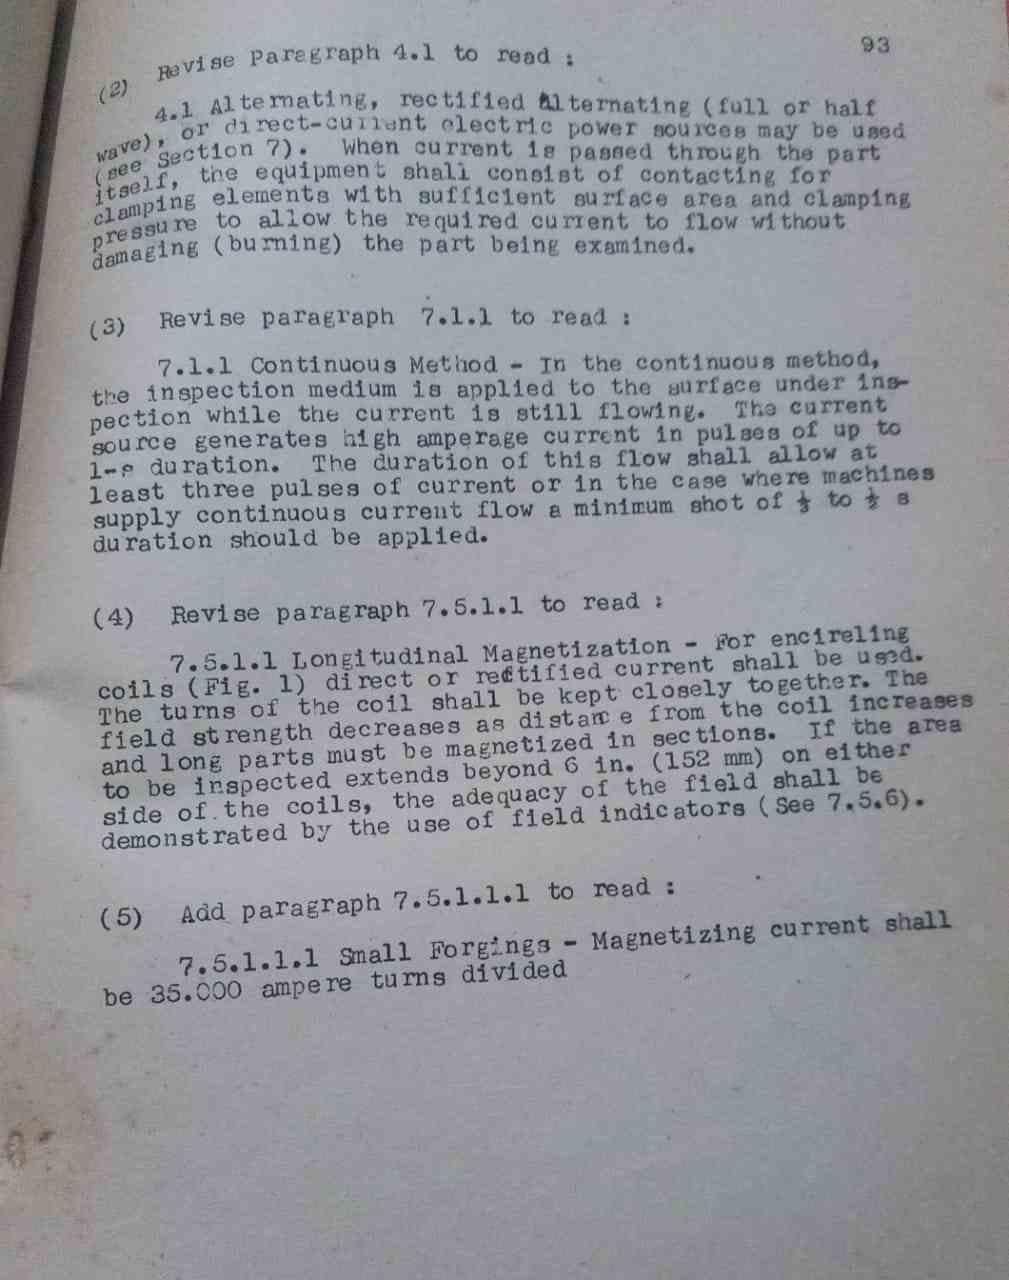 93
(2) Revise Paragraph 4.1 to read :
4.1 Alternating, rectified Alternating (full or half
wave), or direct-current electric power sources may be used
(see Section 7). When current is passed through the part
itself, the equipment shall consist of contacting for
clamping elements with sufficient surface area and clamping
pressure to allow the required current to flow without
damaging (burning) the part being examined.
(3) Revise paragraph 7.1.1 to read :
7.1.1 Continuous Method - In the continuous method,
the inspection medium is applied to the surface under ins-
pection while the current is still flowing. The current
source generates high amperage current in pulses of up to
1-s duration. The duration of this flow shall allow at
least three pulses of current or in the case where machines
supply continuous current flow a minimum shot of to ½ s
duration should be applied.
(4) Revise paragraph 7.5.1.1 to read :
7.5.1.1 Longitudinal Magnetization - For encireling
coils (Fig. 1) direct or rectified current shall be used.
The turns of the coil shall be kept closely together. The
field strength decreases as distance from the coil increases
and long parts must be magnetized in sections. If the area
to be inspected extends beyond 6 in. (152 mm) on either
side of the coils, the adequacy of the field shall be
demonstrated by the use of field indicators (See 7.5.6).
(5) Add paragraph 7.5.1.1.1 to read :
7.5.1.1.1 Small Forgings - Magnetizing current shall
be 35.000 ampere turns divided